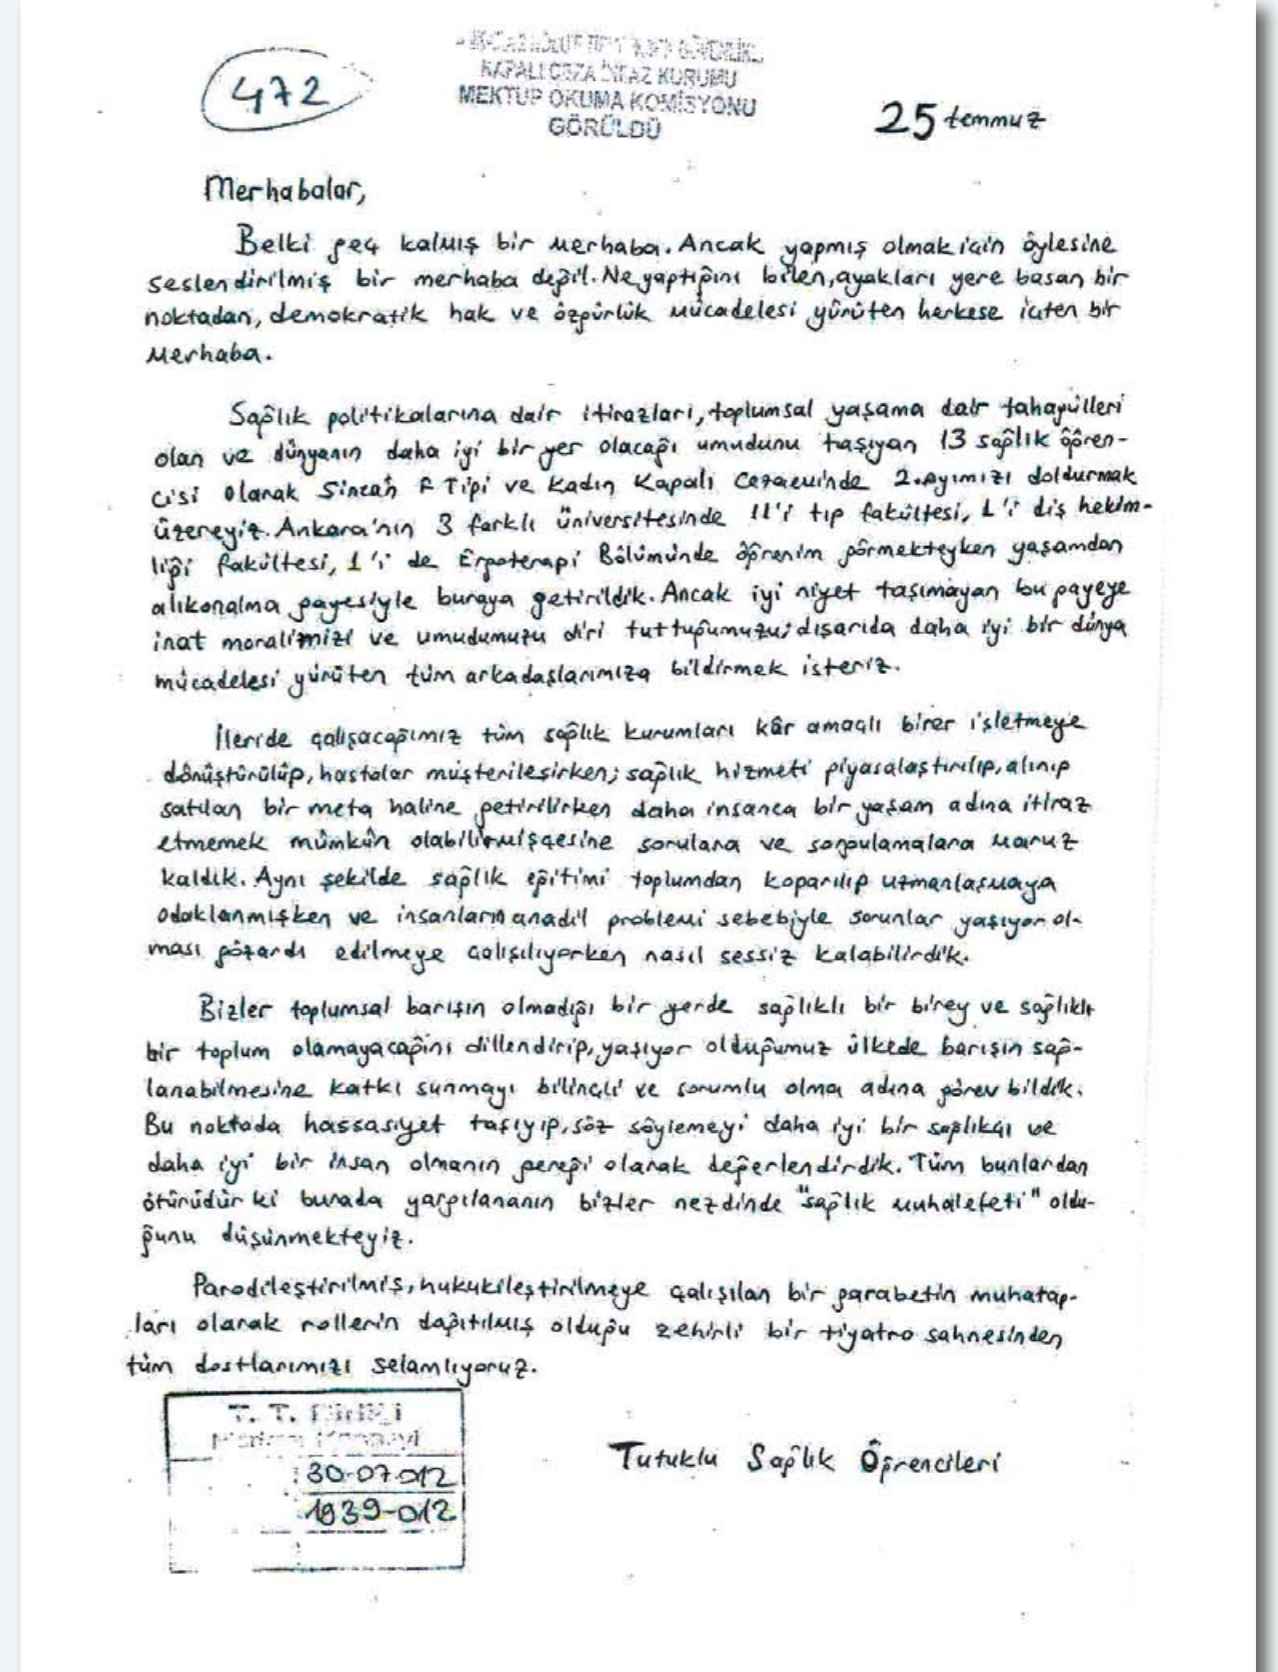 472
KAPALI CEZA İNFAZ KURUMU
MEKTUP OKUMA KOMİSYONU
GÖRÜLDÜ
25 temmuz
Merhabalar,
Belki geç kalmış bir merhaba. Ancak yapmış olmak için öylesine
seslendirilmiş bir merhaba değil. Ne yaptığını bilen, ayakları yere basan bir
noktadan, demokratik hak ve özgürlük mücadelesi yürüten herkese içten bir
merhaba.
Sağlık politikalarına dair itirazları, toplumsal yaşama dair tahayülleri
olan ve dünyanın daha iyi bir yer olacağı umudunu taşıyan 13 sağlık öğren-
cisi olarak Sincan F Tipi ve Kadın Kapalı Cezaevinde 2. ayımızı doldurmak
üzereyiz. Ankara'nın 3 farklı üniversitesinde 11'i tıp fakültesi, 1'i diş hekim-
liği fakültesi, 1'i de Ergoterapi Bölümünde öğrenim görmekteyken yaşamdan
alıkonalma payesiyle buraya getirildik. Ancak iyi niyet taşımayan bu payeye
inat moralimizi ve umudumuzu diri tuttuğumuzu; dışarıda daha iyi bir dünya
mücadelesi yürüten tüm arkadaşlarımıza bildirmek isteriz.
İleride çalışacağımız tüm sağlık kurumları kâr amaçlı birer işletmeye
dönüştürülüp, hastalar müşterileşirken; sağlık hizmeti piyasalaştırılıp, alınıp
satılan bir meta haline getirilirken daha insanca bir yaşam adına itiraz
etmemek mümkün olabilirmişçesine sorulara ve sorgulamalara maruz
kaldık. Aynı şekilde sağlık eğitimi toplumdan koparılıp uzmanlaşmaya
odaklanmışken ve insanların anadil problemi sebebiyle sorunlar yaşıyor ol-
ması gözardı edilmeye çalışılıyorken nasıl sessiz kalabilirdik.
Bizler toplumsal barışın olmadığı bir yerde sağlıklı bir birey ve sağlıklı
bir toplum olamayacağını dillendirip, yaşıyor olduğumuz ülkede barışın sağ-
lanabilmesine katkı sunmayı bilinçli ve sorumlu olma adına görev bildik.
Bu noktada hassasiyet taşıyıp, söz söylemeyi daha iyi bir sağlıkçı ve
daha iyi bir insan olmanın gereği olarak değerlendirdik. Tüm bunlardan
ötürüdür ki burada yargılananın bizler nezdinde "sağlık muhalefeti" oldu-
ğunu düşünmekteyiz.
Parodileştirilmiş, hukukileştirilmeye çalışılan bir garabetin muhatap-
ları olarak rollerin dağıtılmış olduğu zehirli bir tiyatro sahnesinden
tüm dostlarımızı selamlıyoruz.
Tutuklu Sağlık Öğrencileri
T. T.
30-07-012
1939-012